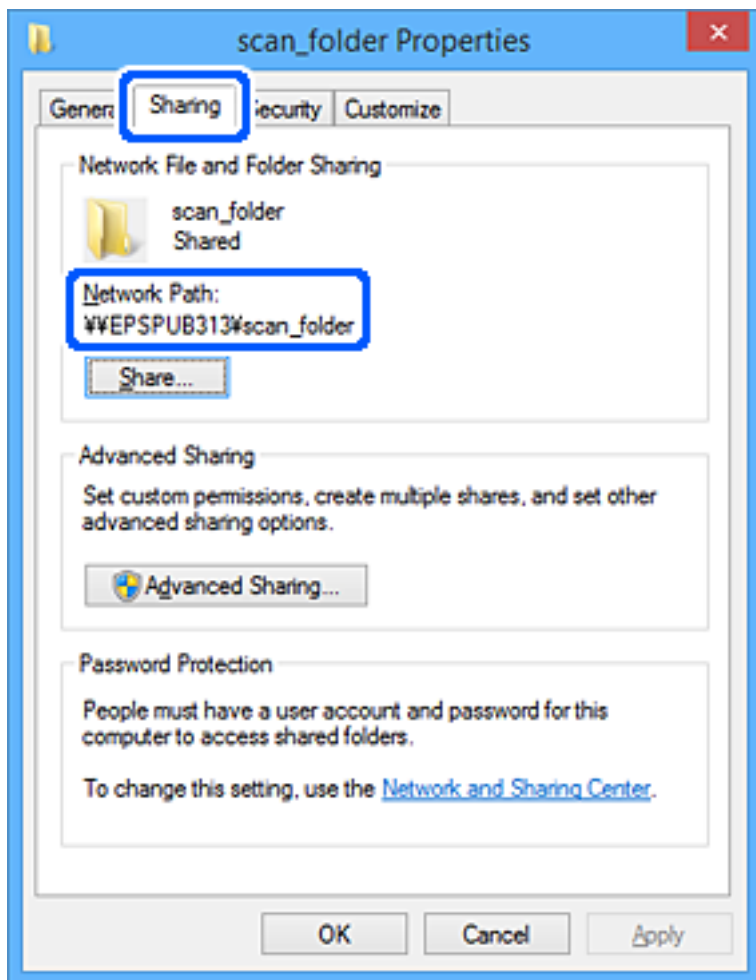 scan_folder Properties
General Sharing Security Customize
Network File and Folder Sharing
scan_folder
Shared
Network Path:
¥¥EPSPUB313¥scan_folder
Share...
Advanced Sharing
Set custom permissions, create multiple shares, and set other
advanced sharing options.
Advanced Sharing...
Password Protection
People must have a user account and password for this
computer to access shared folders.
To change this setting, use the Network and Sharing Center.
OK Cancel Apply